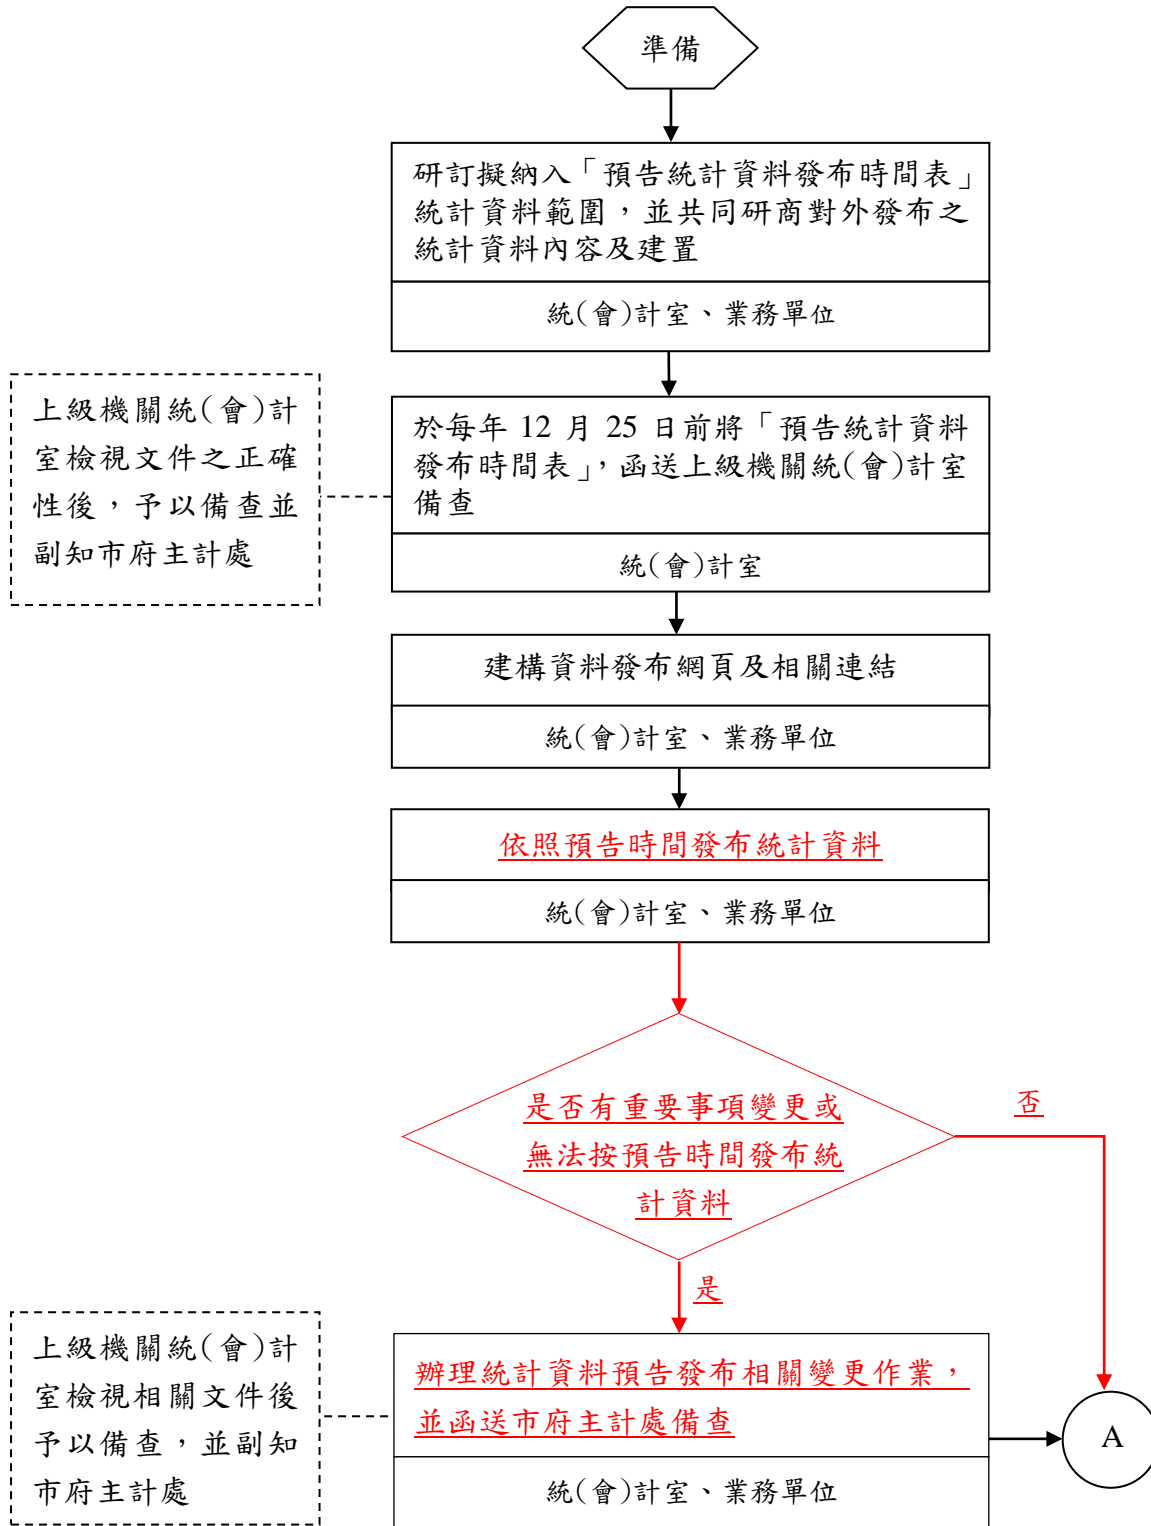 準備
研訂擬納入「預告統計資料發布時間表」
統計資料範圍，並共同研商對外發布之
統計資料內容及建置
統(會)計室、業務單位
上級機關統(會)計
室檢視文件之正確
性後，予以備查並
副知市府主計處
於每年 12 月 25 日前將「預告統計資料
發布時間表」，函送上級機關統(會)計室
備查
統(會)計室
建構資料發布網頁及相關連結
統(會)計室、業務單位
依照預告時間發布統計資料
統(會)計室、業務單位
是否有重要事項變更或
無法按預告時間發布統
計資料
否
是
上級機關統(會)計
室檢視相關文件後
予以備查，並副知
市府主計處
辦理統計資料預告發布相關變更作業，
並函送市府主計處備查
統(會)計室、業務單位
A